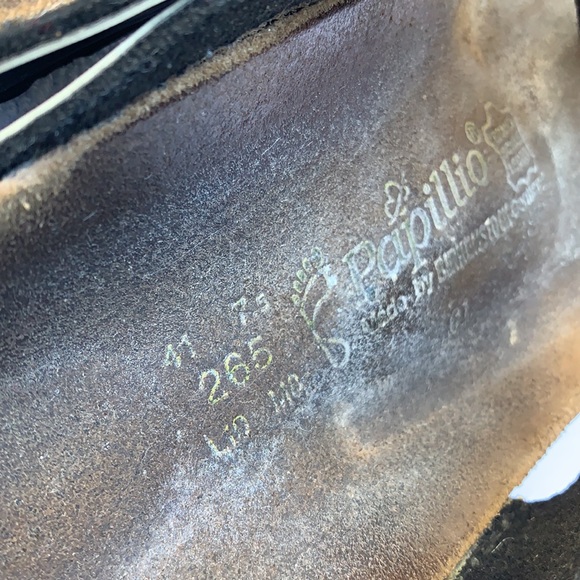 Papillio®
Made by BIRKENSTOCK
41 7.5
265
L10 M8